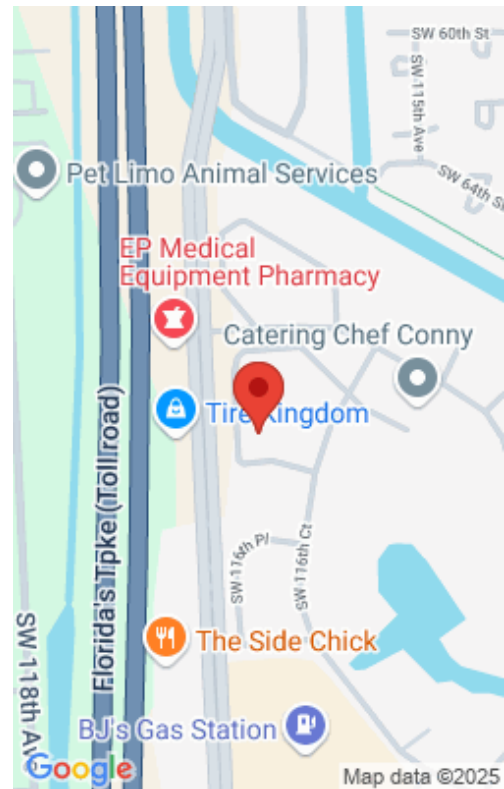 SW 60th St
SW 115th Ave
SW 64th St
Pet Limo Animal Services
EP Medical
Equipment Pharmacy
Catering Chef Conny
Tire Kingdom
Florida's Tpke (Toll road)
SW 116th Pl
SW 116th Ct
SW 118th Av
The Side Chick
BJ's Gas Station
Google
Map data ©2025